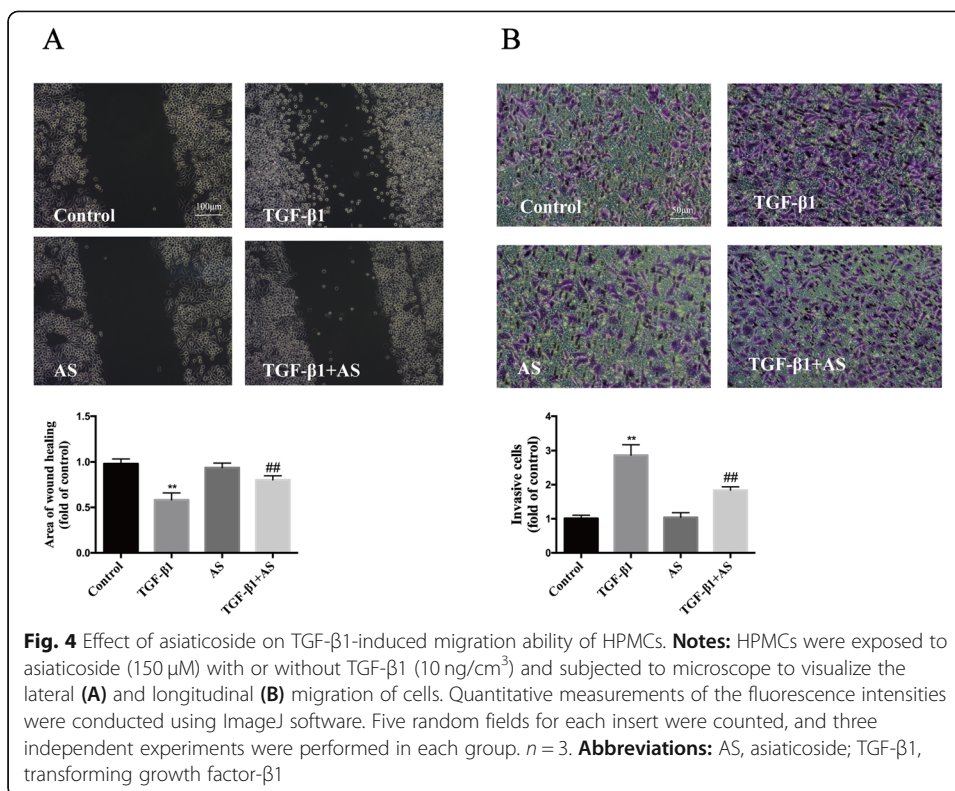 A
B
Control
100μm
TGF-β1
AS
TGF-β1+AS
Control
50μm
TGF-β1
AS
TGF-β1+AS
Area of wound healing
(fold of control)
1.5
1.0
0.5
0.0
**
##
Control
TGF-β1
AS
TGF-β1+AS
Invasive cells
(fold of control)
4
3
2
1
0
**
##
Control
TGF-β1
AS
TGF-β1+AS
Fig. 4 Effect of asiaticoside on TGF-β1-induced migration ability of HPMCs. Notes: HPMCs were exposed to
asiaticoside (150 μM) with or without TGF-β1 (10 ng/cm³) and subjected to microscope to visualize the
lateral (A) and longitudinal (B) migration of cells. Quantitative measurements of the fluorescence intensities
were conducted using ImageJ software. Five random fields for each insert were counted, and three
independent experiments were performed in each group. n = 3. Abbreviations: AS, asiaticoside; TGF-β1,
transforming growth factor-β1